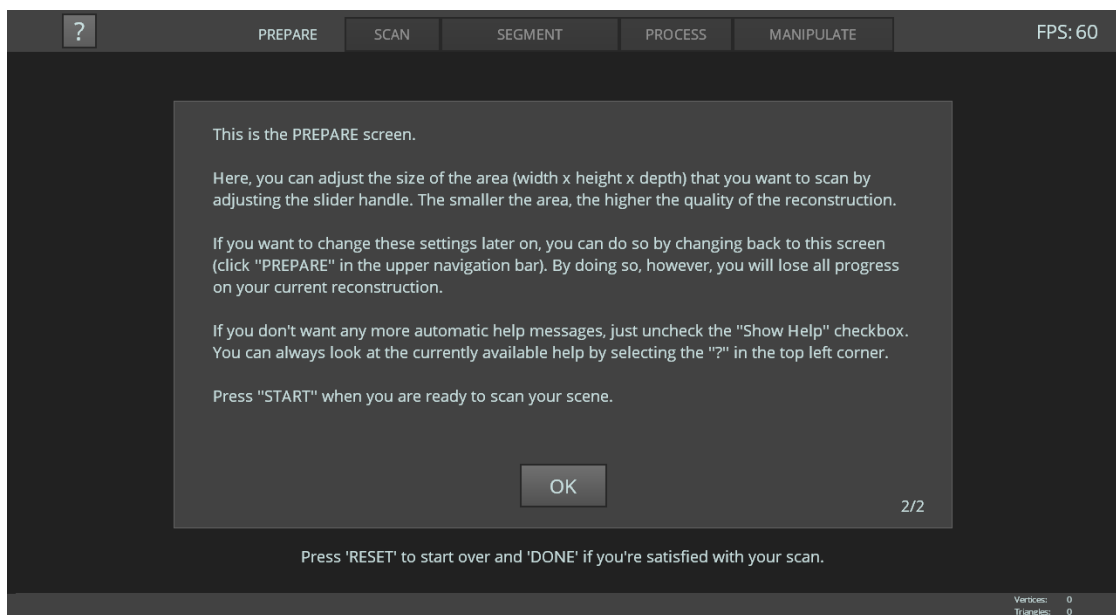 ?
PREPARE
SCAN
SEGMENT
PROCESS
MANIPULATE
FPS: 60
This is the PREPARE screen.
Here, you can adjust the size of the area (width x height x depth) that you want to scan by
adjusting the slider handle. The smaller the area, the higher the quality of the reconstruction.
If you want to change these settings later on, you can do so by changing back to this screen
(click "PREPARE" in the upper navigation bar). By doing so, however, you will lose all progress
on your current reconstruction.
If you don't want any more automatic help messages, just uncheck the "Show Help" checkbox.
You can always look at the currently available help by selecting the "?" in the top left corner.
Press "START" when you are ready to scan your scene.
OK
2/2
Press 'RESET' to start over and 'DONE' if you're satisfied with your scan.
Vertices: 0
Triangles: 0